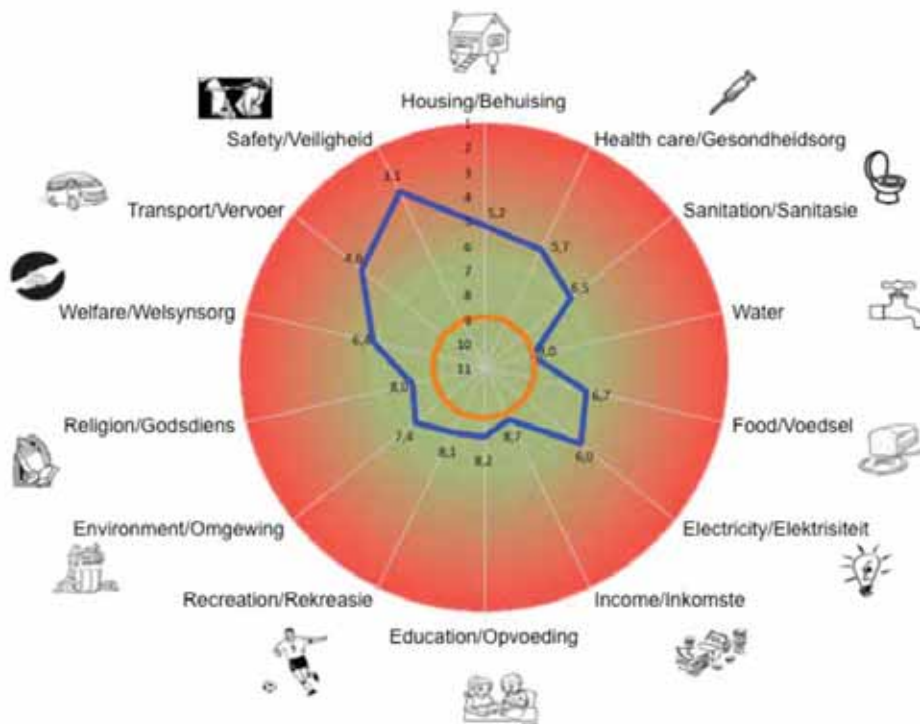 Housing/Behuising
Safety/Veiligheid
Health care/Gesondheidsorg
Transport/Vervoer
Sanitation/Sanitasie
Welfare/Welsynsorg
Water
Religion/Godsdiens
Food/Voedsel
Environment/Omgewing
Electricity/Elektrisiteit
Recreation/Rekreasie
Income/Inkomste
Education/Opvoeding
1
2
3
4
5,2
6
7
8
9
10
11
3,1
5,7
4,6
6,5
6,4
8,0
6,7
7,4
6,0
8,1
8,7
8,2